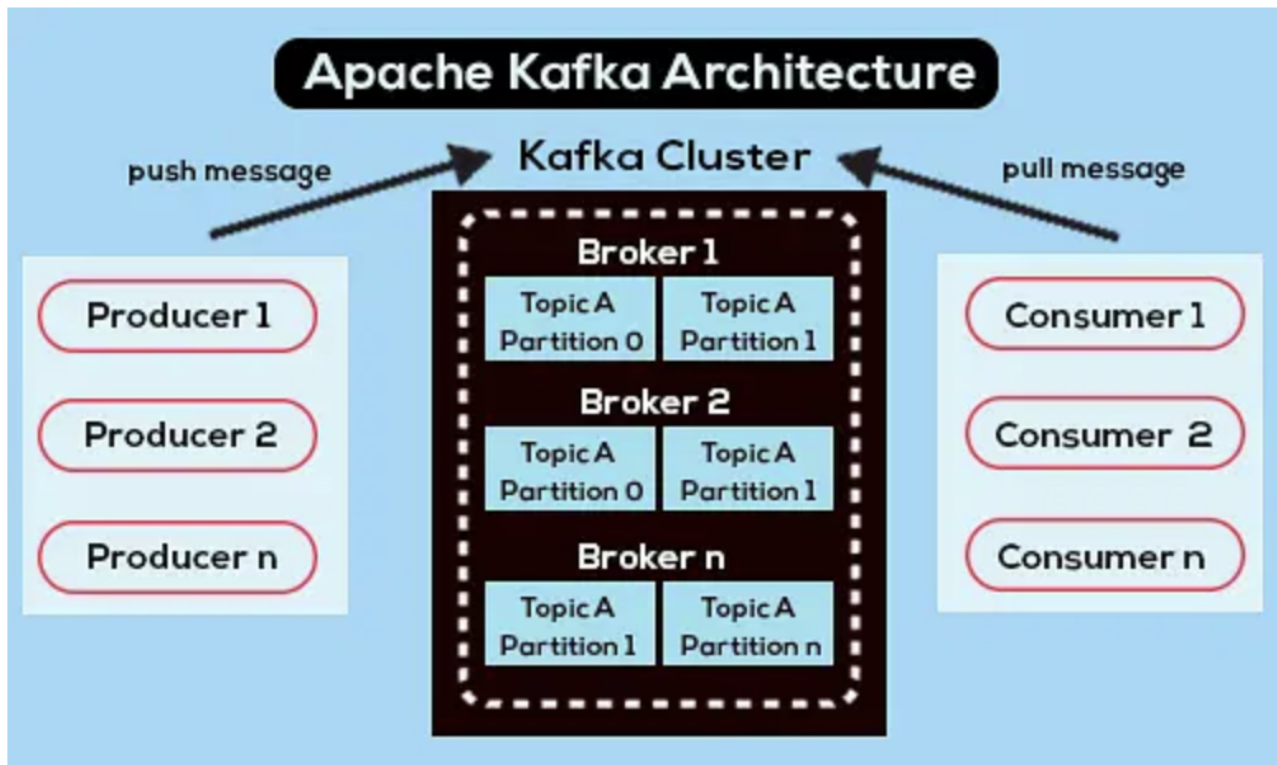 Apache Kafka Architecture
push message
Kafka Cluster
pull message
Producer 1
Producer 2
Producer n
Broker 1
Topic A
Partition 0
Topic A
Partition 1
Broker 2
Topic A
Partition 0
Topic A
Partition 1
Broker n
Topic A
Partition 1
Topic A
Partition n
Consumer 1
Consumer 2
Consumer n